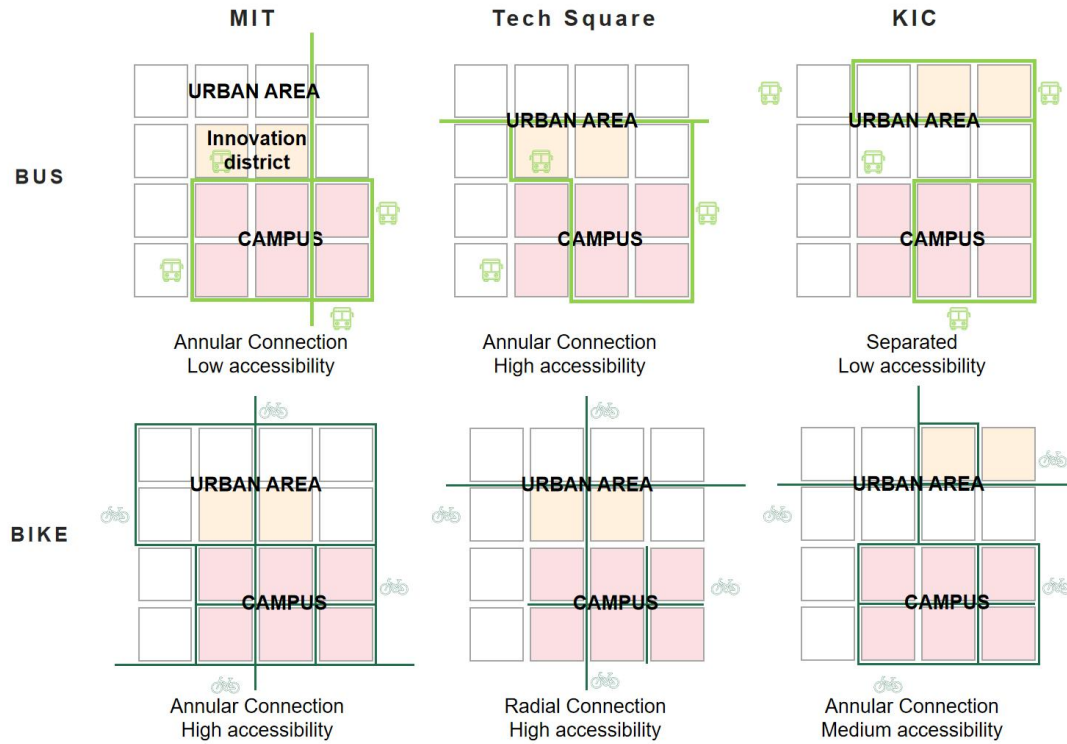 MIT
Tech Square
KIC
BUS
URBAN AREA
Innovation
district
CAMPUS
Annular Connection
Low accessibility
URBAN AREA
CAMPUS
Annular Connection
High accessibility
URBAN AREA
CAMPUS
Separated
Low accessibility
BIKE
URBAN AREA
CAMPUS
Annular Connection
High accessibility
URBAN AREA
CAMPUS
Radial Connection
High accessibility
URBAN AREA
CAMPUS
Annular Connection
Medium accessibility